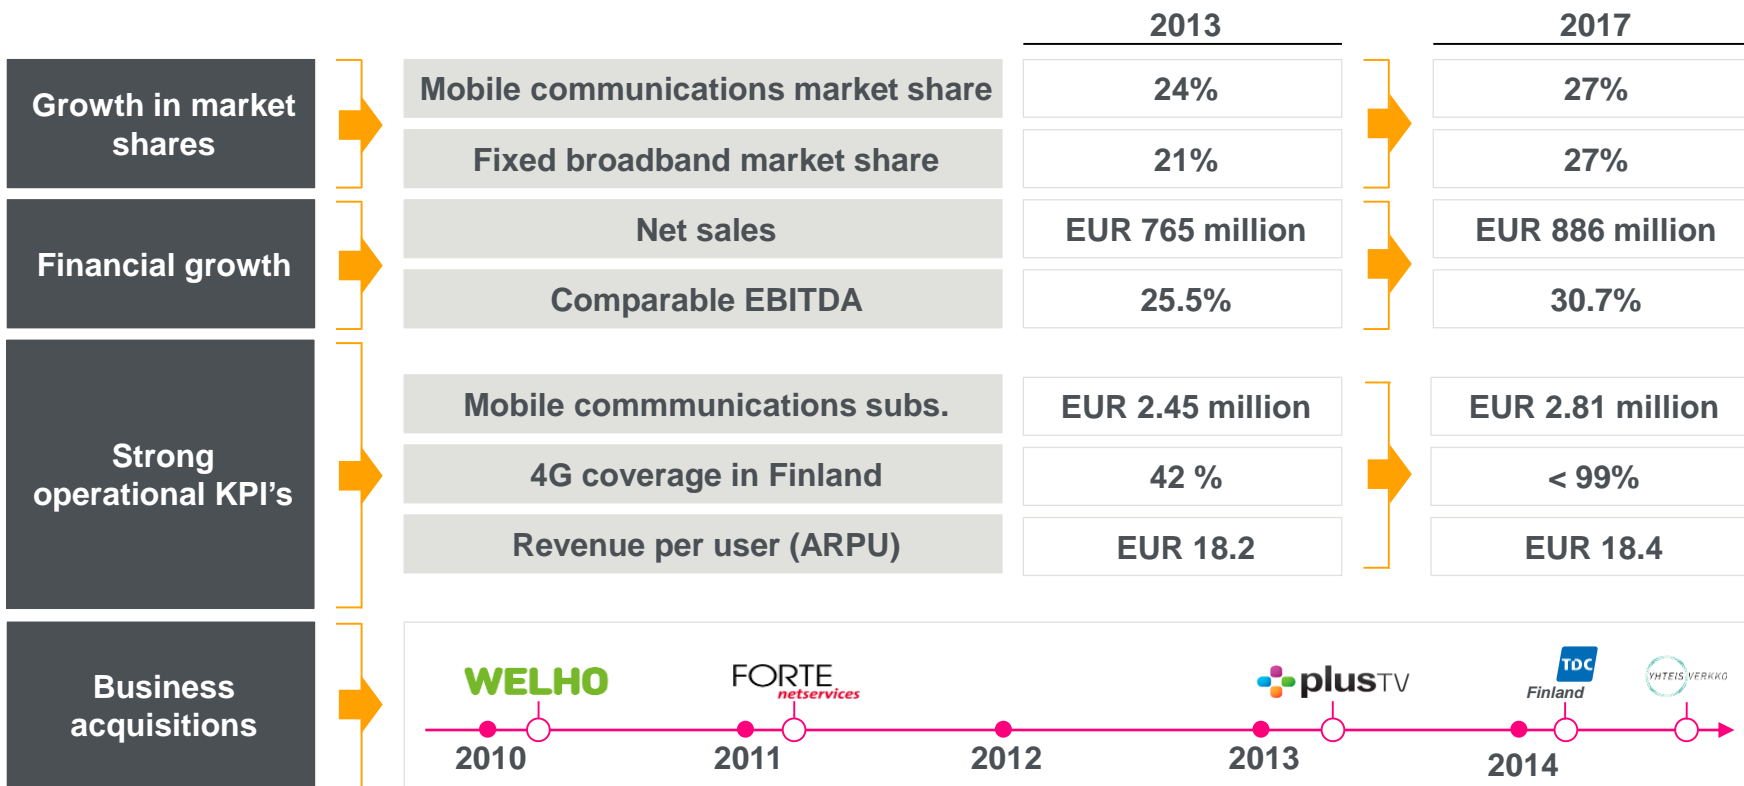 2013
2017
Growth in market
shares
Mobile communications market share
24%
27%
Fixed broadband market share
21%
27%
Financial growth
Net sales
EUR 765 million
EUR 886 million
Comparable EBITDA
25.5%
30.7%
Strong
operational KPI’s
Mobile commmunications subs.
EUR 2.45 million
EUR 2.81 million
4G coverage in Finland
42 %
< 99%
Revenue per user (ARPU)
EUR 18.2
EUR 18.4
Business
acquisitions
WELHO
FORTE
netservices
plusTV
TDC
Finland
YHTEISVERKKO
2010
2011
2012
2013
2014